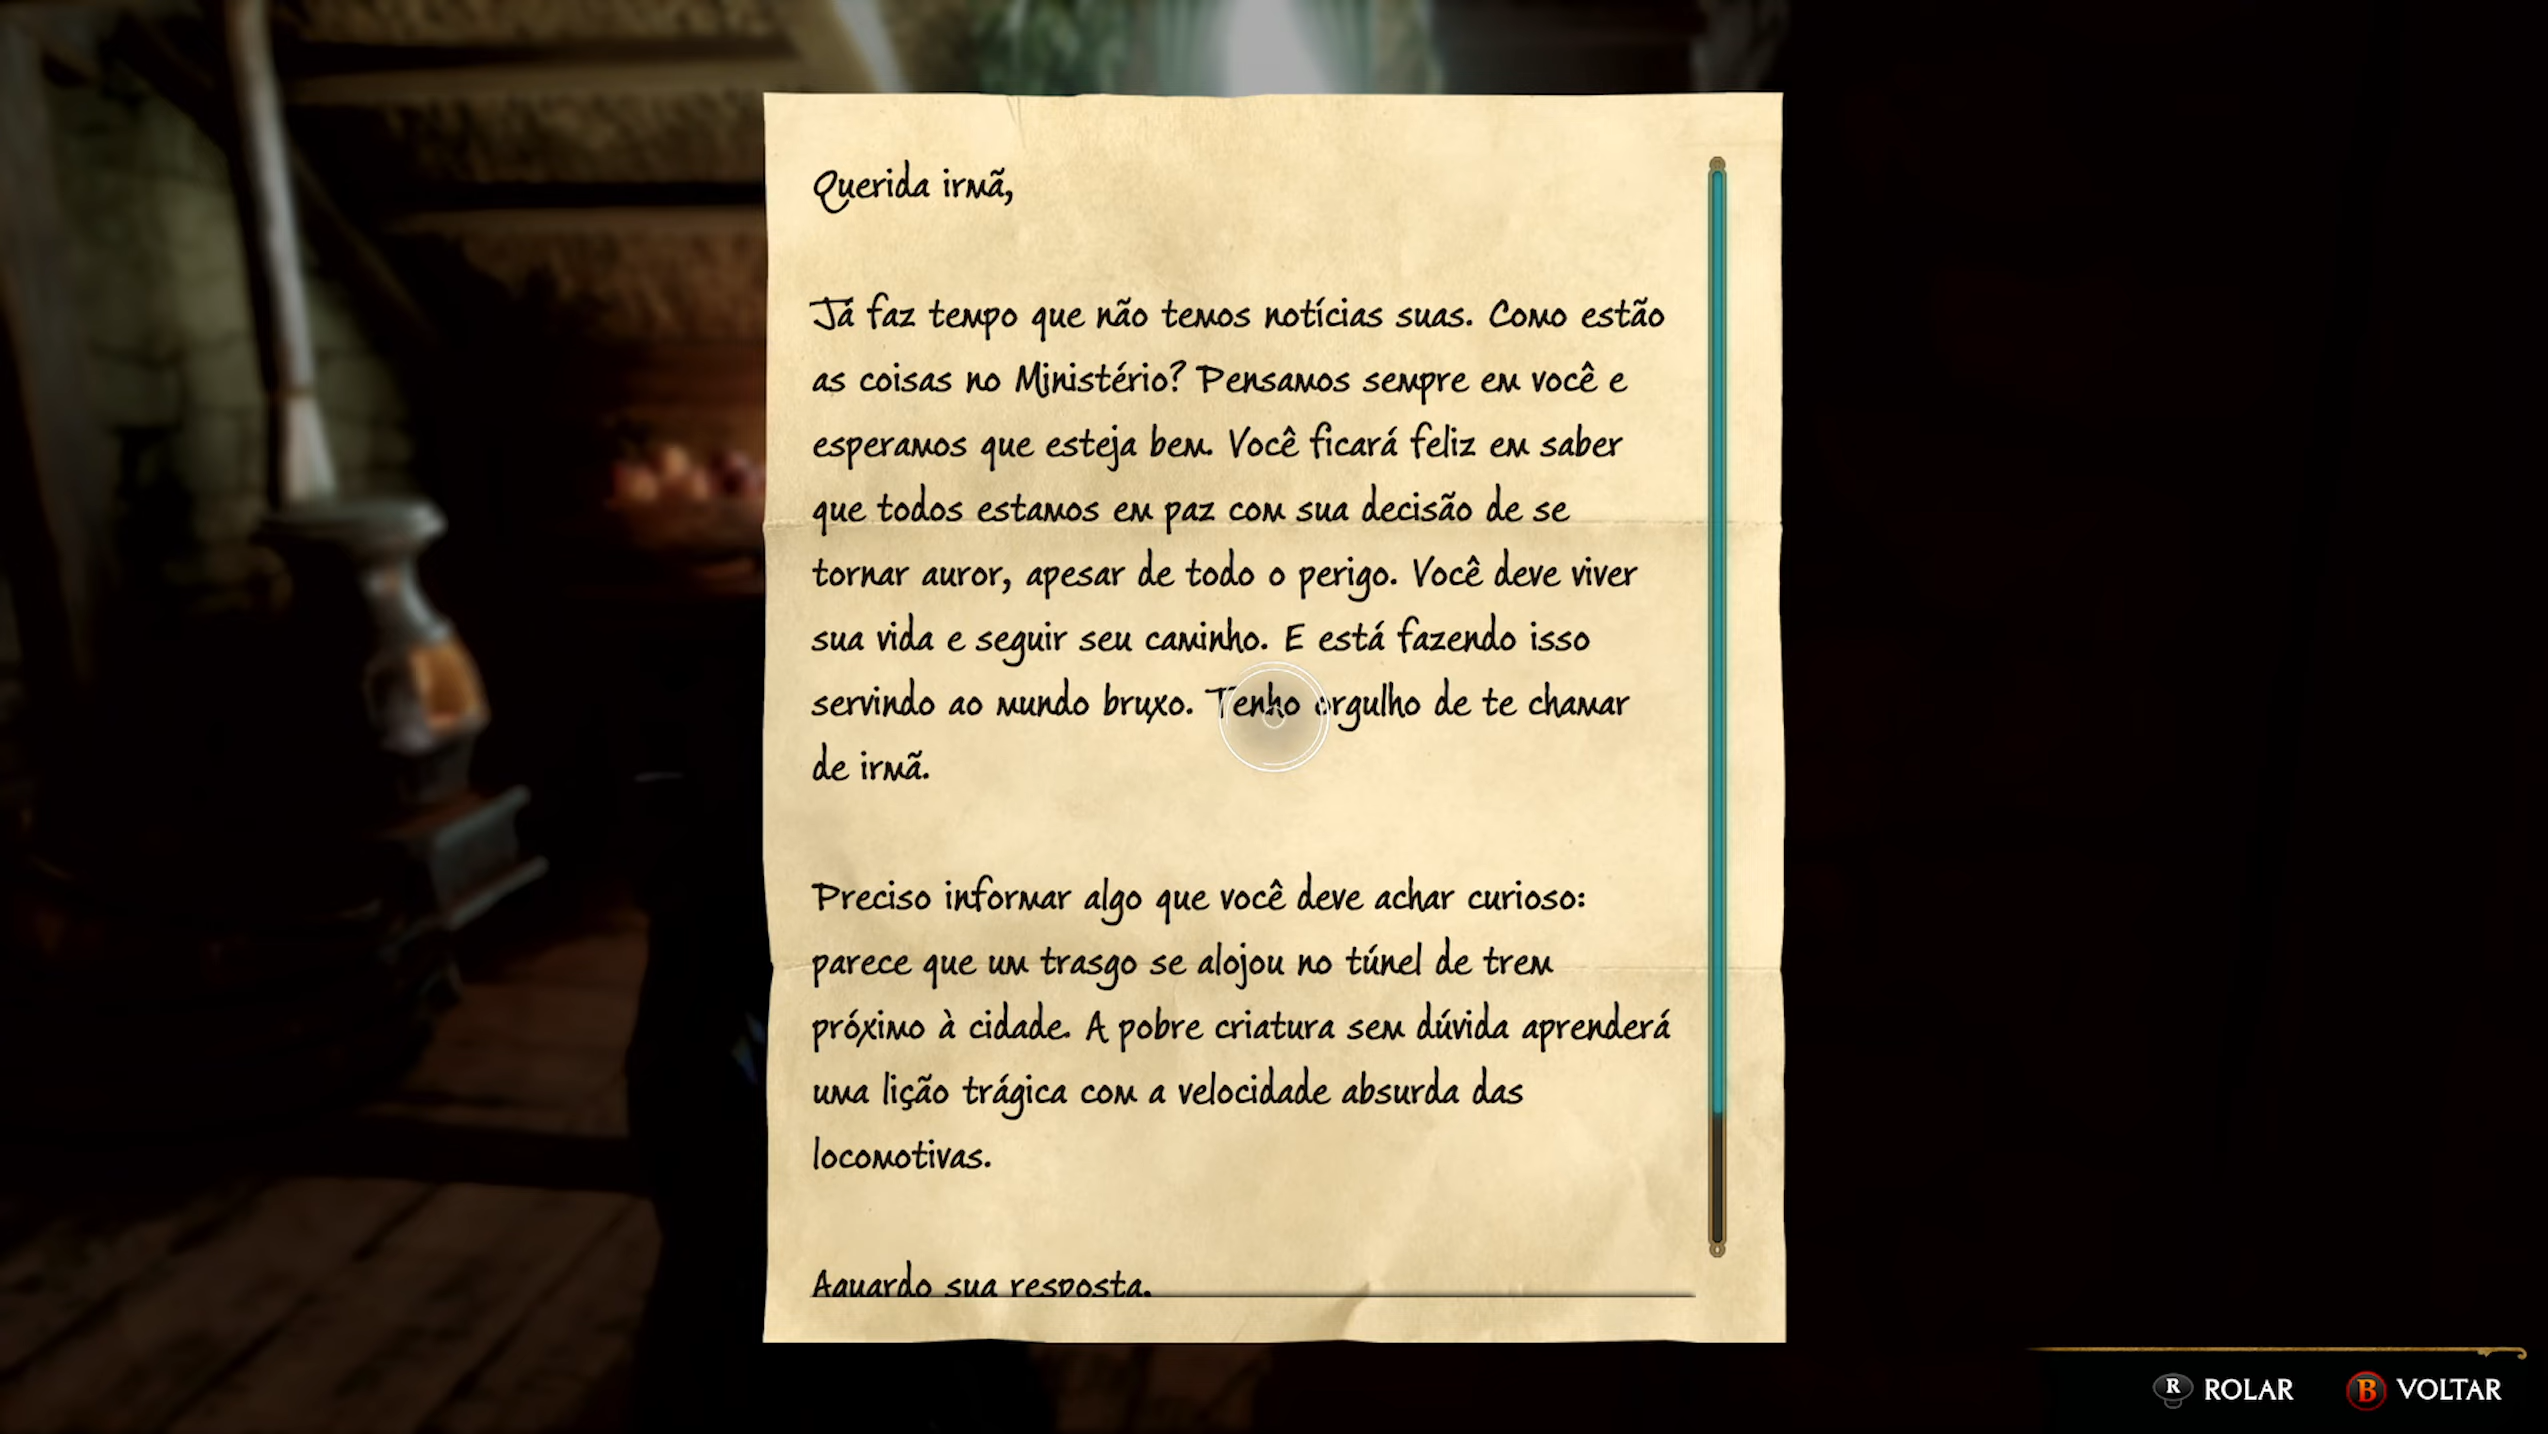 Querida irmã,
Já faz tempo que não temos notícias suas. Como estão
as coisas no Ministério? Pensamos sempre em você e
esperamos que esteja bem. Você ficará feliz em saber
que todos estamos em paz com sua decisão de se
tornar auror, apesar de todo o perigo. Você deve viver
sua vida e seguir seu caminho. E está fazendo isso
servindo ao mundo bruxo. Tenho orgulho de te chamar
de irmã.
Preciso informar algo que você deve achar curioso:
parece que um trasgo se alojou no túnel de trem
próximo à cidade. A pobre criatura sem dúvida aprenderá
uma lição trágica com a velocidade absurda das
locomotivas.
Aguardo sua resposta,
R ROLAR B VOLTAR